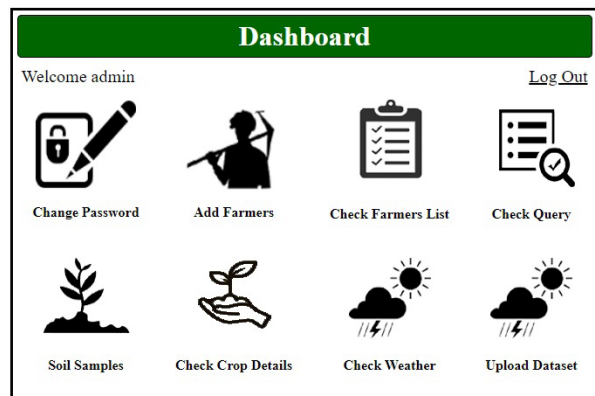 Dashboard
Welcome admin Log Out
Change Password Add Farmers Check Farmers List Check Query
Soil Samples Check Crop Details Check Weather Upload Dataset